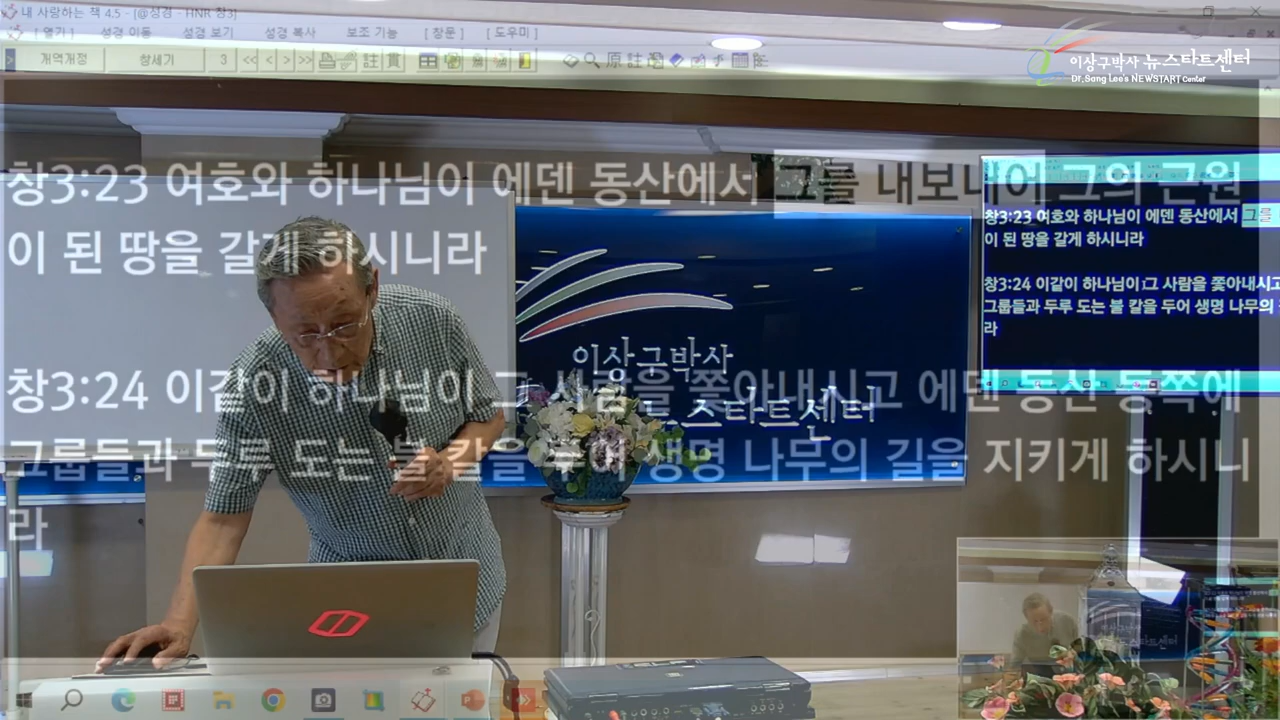 내 사랑하는 책 4.5 - [@성경 - HNR 창3]
[ 열기 ] 성경 이동 성경 보기 성경 복사 보조 기능 [ 창문 ] [ 도우미 ]
개역개정 창세기 3 << < > >>
이상구박사 뉴스타트센터
Dr.Sang Lee's NEWSTART Center
창3:23 여호와 하나님이 에덴 동산에서 그를 내보내어 그의 근원
이 된 땅을 갈게 하시니라
창3:24 이같이 하나님이 그 사람을 쫓아내시고 에덴 동산 동쪽에
그룹들과 두루 도는 불 칼을 두어 생명 나무의 길을 지키게 하시니
라
창3:23 여호와 하나님이 에덴 동산에서 그를
이 된 땅을 갈게 하시니라
창3:24 이같이 하나님이 그 사람을 쫓아내시고
그룹들과 두루 도는 불 칼을 두어 생명 나무의
라
이상구박사
스타트센터